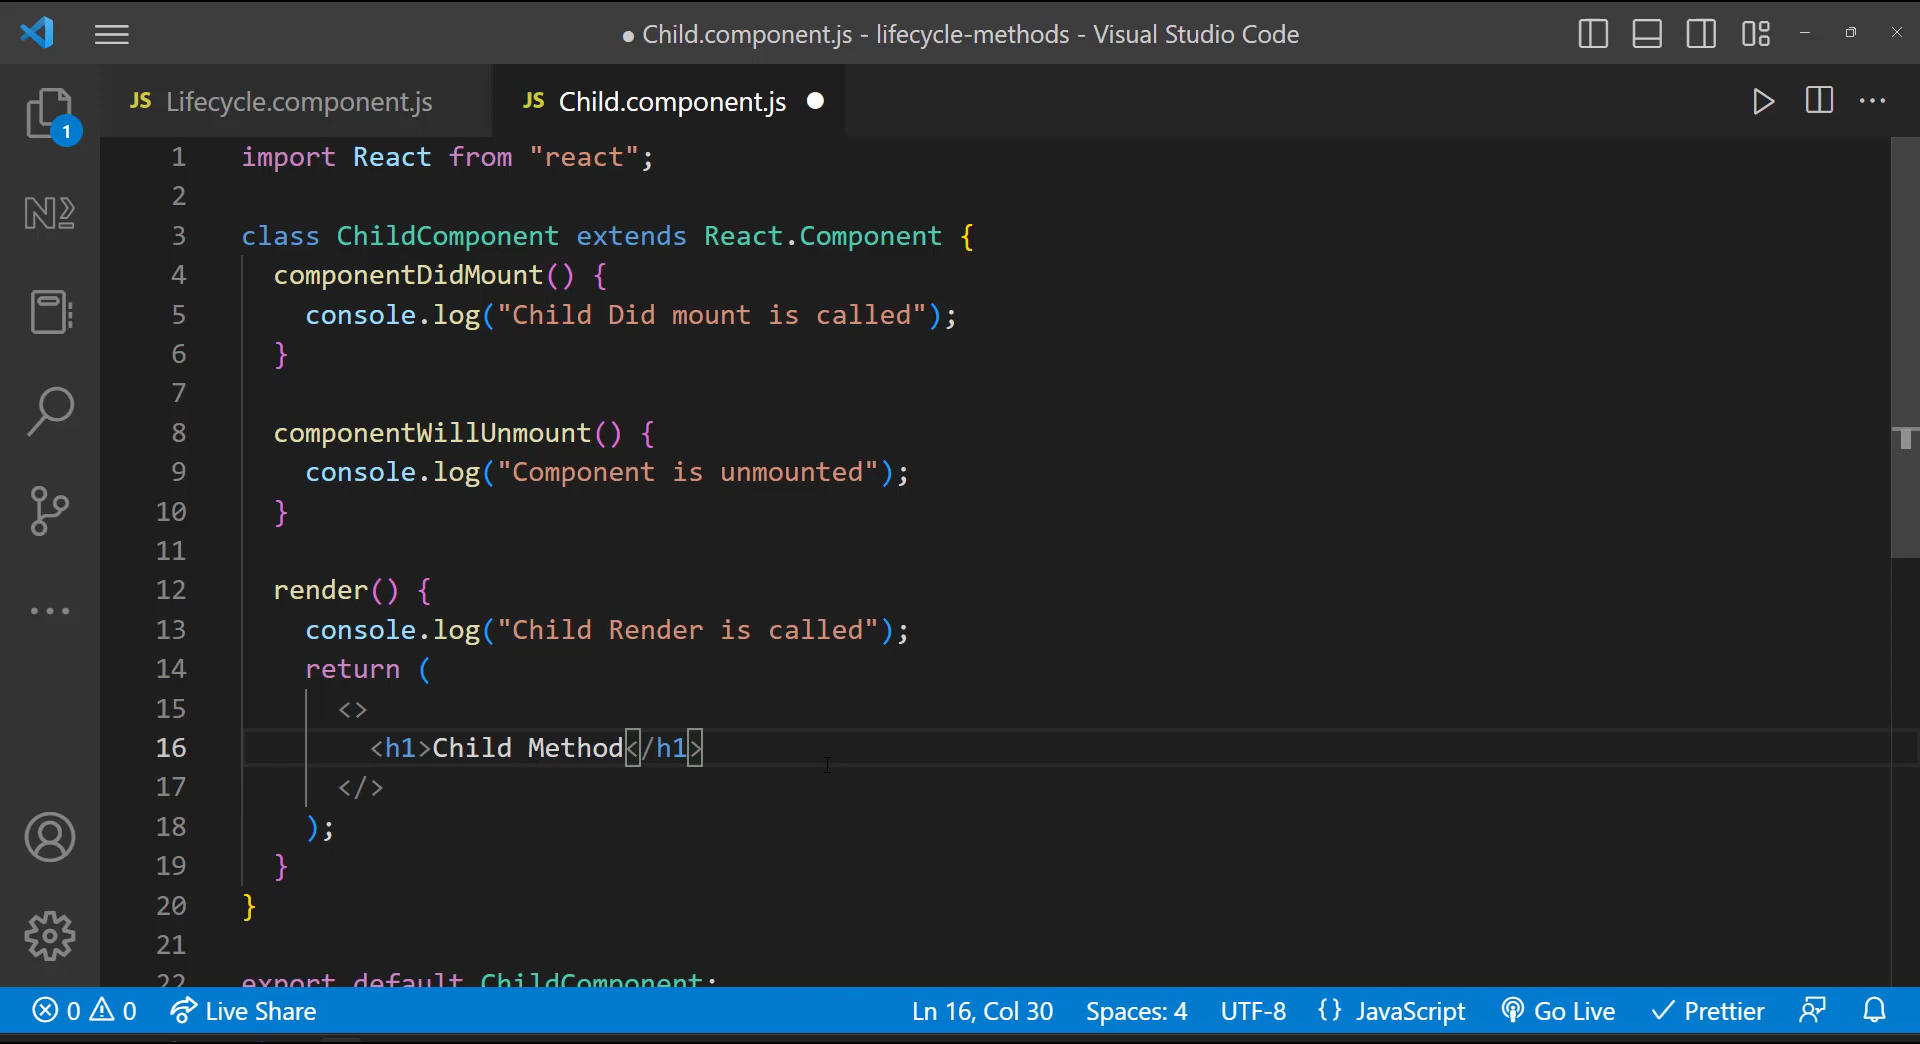 ● Child.component.js - lifecycle-methods - Visual Studio Code
JS Lifecycle.component.js
JS Child.component.js ●
1
1 import React from "react";
2
3 class ChildComponent extends React.Component {
4 componentDidMount() {
5 console.log("Child Did mount is called");
6 }
7
8 componentWillUnmount() {
9 console.log("Component is unmounted");
10 }
11
12 render() {
13 console.log("Child Render is called");
14 return (
15 <>
16 <h1>Child Method</h1>
17 </>
18 );
19 }
20 }
21
22 export default ChildComponent;
0 0 Live Share Ln 16, Col 30 Spaces: 4 UTF-8 {} JavaScript Go Live ✓ Prettier